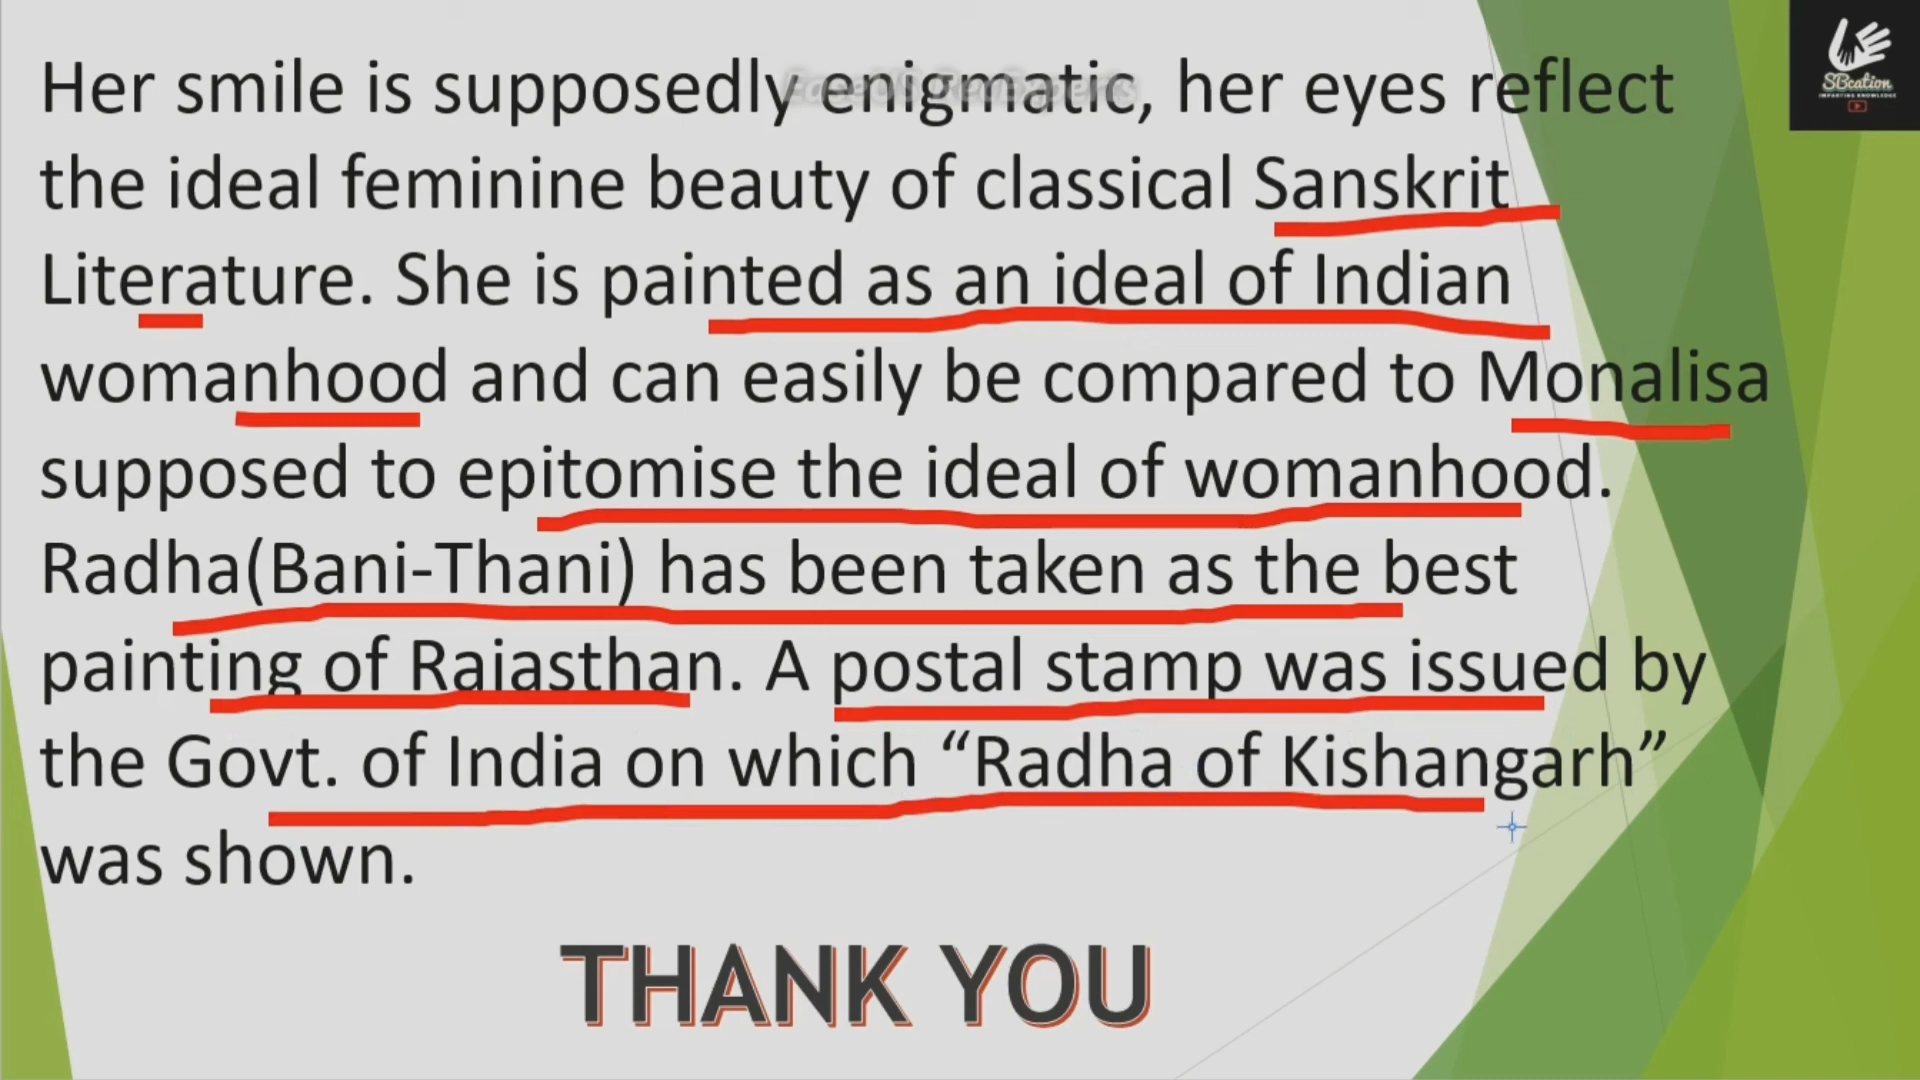 Her smile is supposedly enigmatic, her eyes reflect
the ideal feminine beauty of classical Sanskrit
Literature. She is painted as an ideal of Indian
womanhood and can easily be compared to Monalisa
supposed to epitomise the ideal of womanhood.
Radha(Bani-Thani) has been taken as the best
painting of Rajasthan. A postal stamp was issued by
the Govt. of India on which “Radha of Kishangarh”
was shown.
THANK YOU
SBcation
IMPARTING KNOWLEDGE